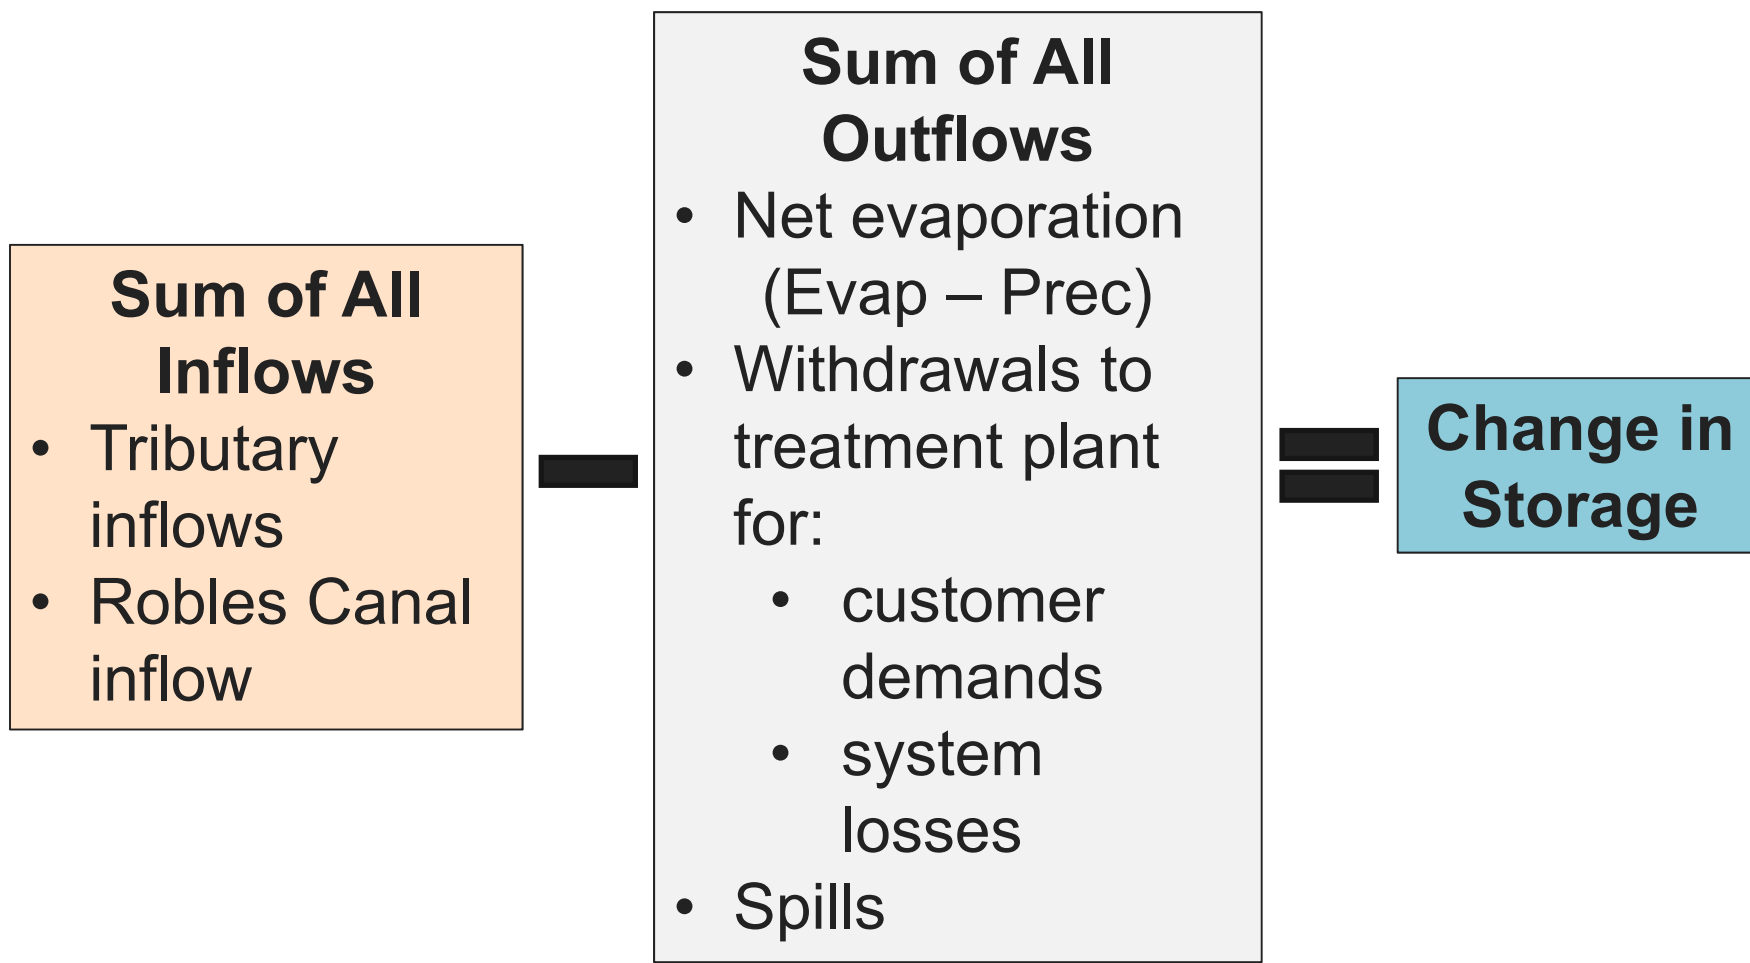 Sum of All
Inflows
• Tributary
inflows
• Robles Canal
inflow
Sum of All
Outflows
• Net evaporation
(Evap – Prec)
• Withdrawals to
treatment plant
for:
• customer
demands
• system
losses
• Spills
Change in
Storage